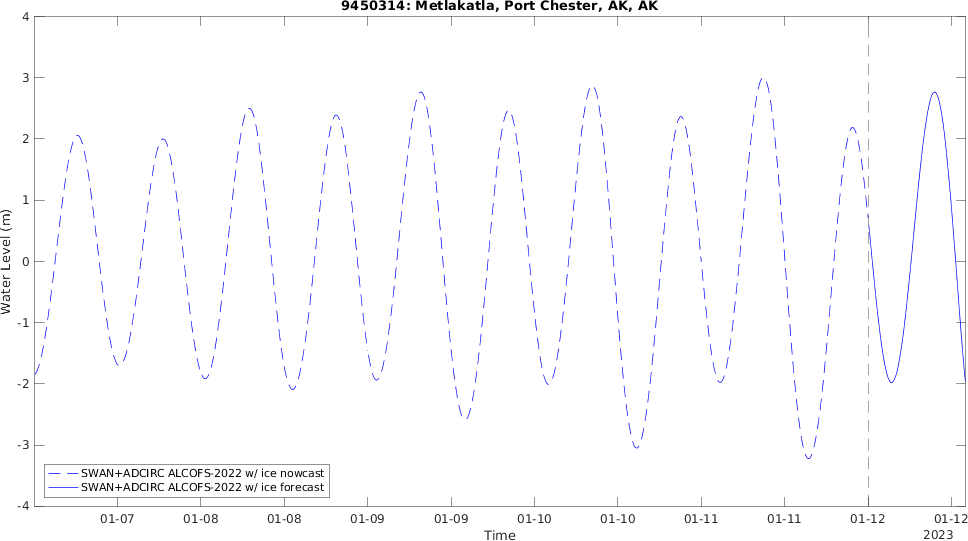 9450314: Metlakatla, Port Chester, AK, AK
4
3
2
1
0
-1
-2
-3
-4
Water Level (m)
SWAN+ADCIRC ALCOFS-2022 w/ ice nowcast
SWAN+ADCIRC ALCOFS-2022 w/ ice forecast
01-07 01-08 01-08 01-09 01-09 01-10 01-10 01-11 01-11 01-12 01-12
Time
2023